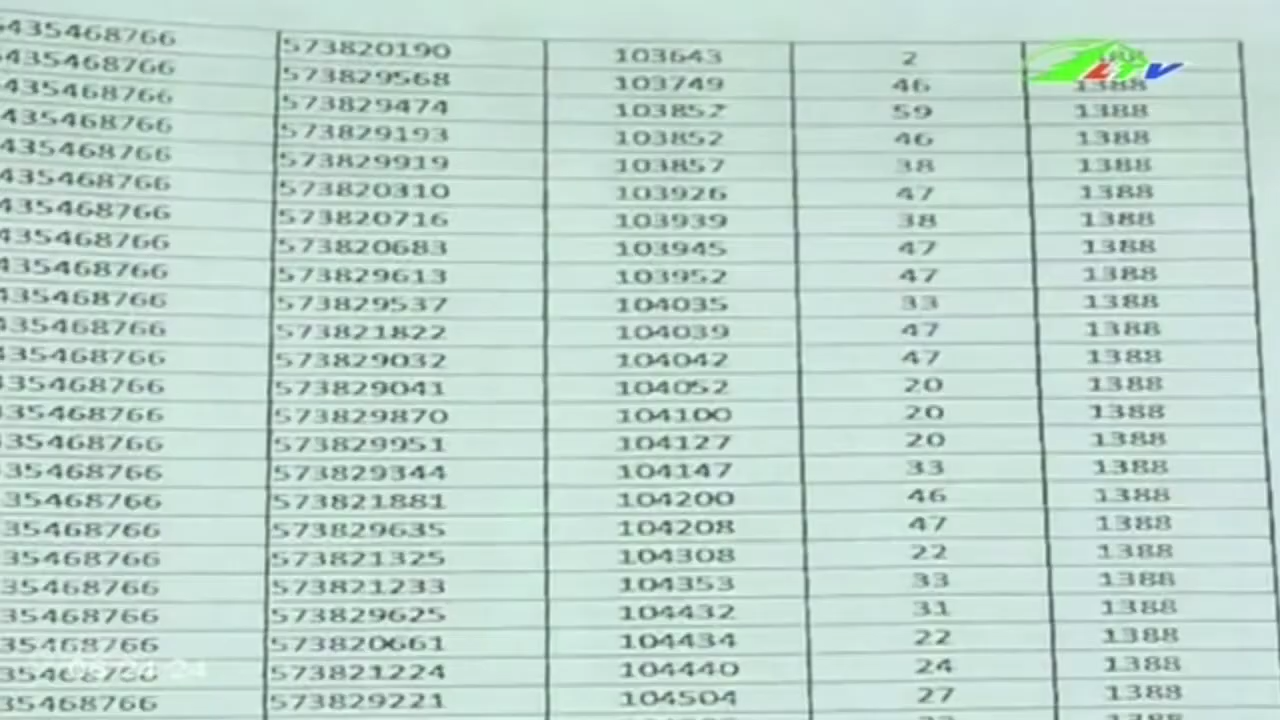 5435468766 573820190 103643 2
435468766 573829568 103749 46 1388
435468766 573829474 103852 59 1388
435468766 573829193 103852 46 1388
435468766 573829919 103857 38 1388
435468766 573820310 103926 47 1388
435468766 573820716 103939 38 1388
435468766 573820683 103945 47 1388
435468766 573829613 103952 47 1388
435468766 573829537 104035 33 1388
435468766 573821822 104039 47 1388
435468766 573829032 104042 47 1388
435468766 573829041 104052 20 1388
35468766 573829870 104100 20 1388
35468766 573829951 104127 20 1388
35468766 573829344 104147 33 1388
35468766 573821881 104200 46 1388
35468766 573829635 104208 47 1388
35468766 573821325 104308 22 1388
35468766 573821233 104353 33 1388
35468766 573829625 104432 31 1388
35468766 573820661 104434 22 1388
35468766 573821224 104440 24 1388
35468766 573829221 104504 27 1388
LTV